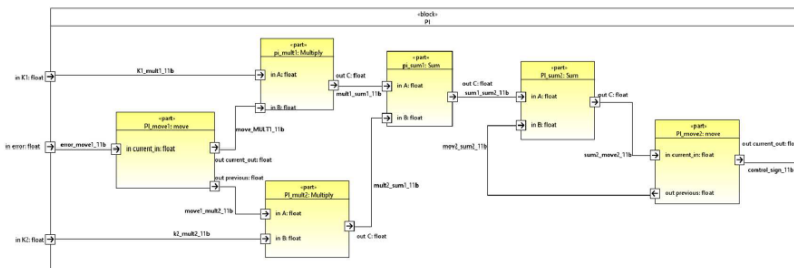 «block»
PI
«part»
pi_mult1: Multiply
in A: float
in B: float
out C: float
«part»
pi_sum1: Sum
in A: float
in B: float
out C: float
«part»
PI_sum2: Sum
in A: float
in B: float
out C: float
in K1: float
K1_mult1_11b
mult1_sum1_11b
sum1_sum2_11b
«part»
PI_move1: move
in current_in: float
out current_out: float
out previous: float
in error: float
error_move1_11b
move_MULT1_11b
mov2_sum2_11b
sum2_move2_11b
«part»
PI_move2: move
in current_in: float
out previous: float
out current_out: flo
control_sign_11b
«part»
PI_mult2: Multiply
in A: float
in B: float
out C: float
move1_mult2_11b
mult2_sum1_11b
in K2: float
k2_mult2_11b